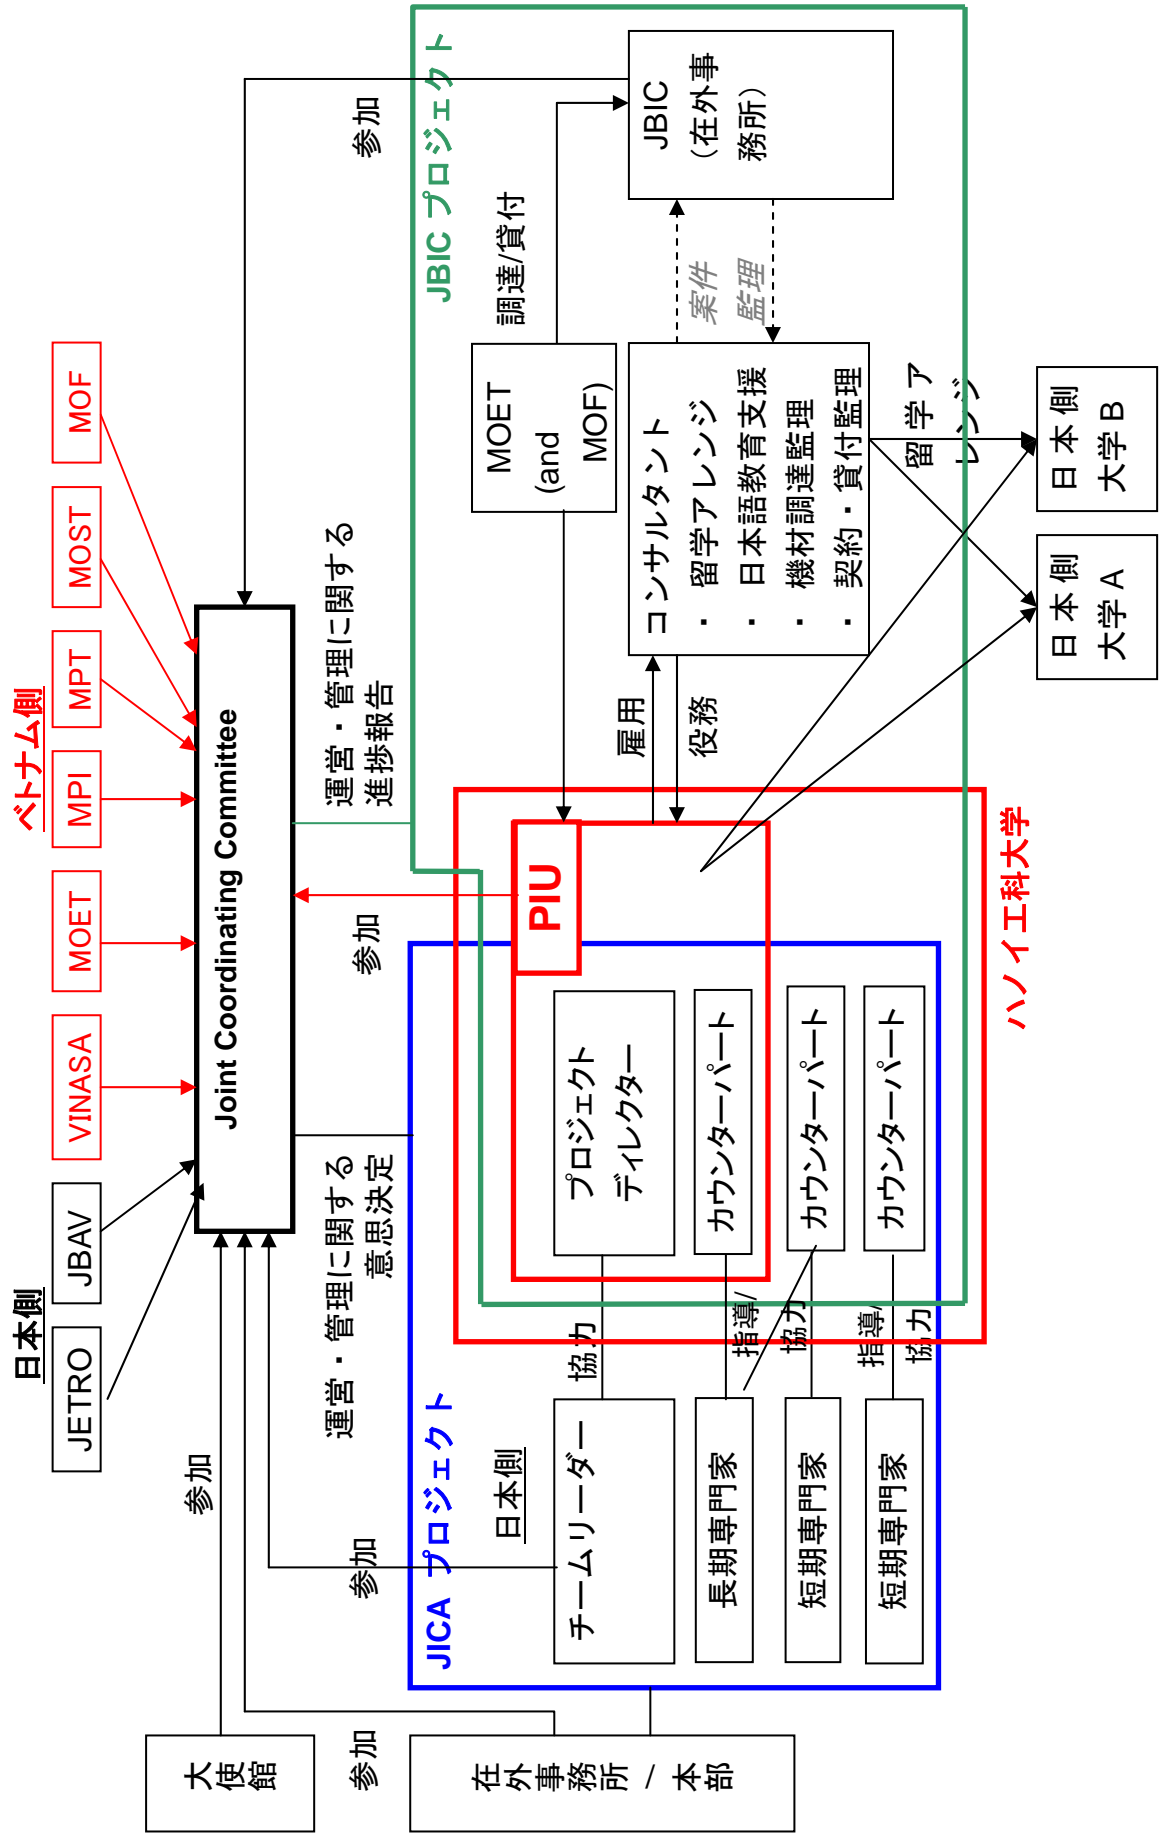 日本側
ベトナム側
JETRO
JBAV
VINASA
MOET
MPI
MPT
MOST
MOF
大使館
参加
Joint Coordinating Committee
参加
参加
運営・管理に関する
意思決定
参加
運営・管理に関する
進捗報告
参加
在外事務所 / 本部
JICA プロジェクト
JBIC プロジェクト
日本側
チームリーダー
協力
プロジェクト
ディレクター
PIU
MOET
(and
MOF)
調達/貸付
JBIC
(在外事
務所)
案件
監理
雇用
役務
コンサルタント
・ 留学アレンジ
・ 日本語教育支援
・ 機材調達監理
・ 契約・貸付監理
長期専門家
指導/
協力
カウンターパート
短期専門家
カウンターパート
短期専門家
指導/
協力
カウンターパート
留学ア
レンジ
ハノイ工科大学
日本側
大学 A
日本側
大学 B